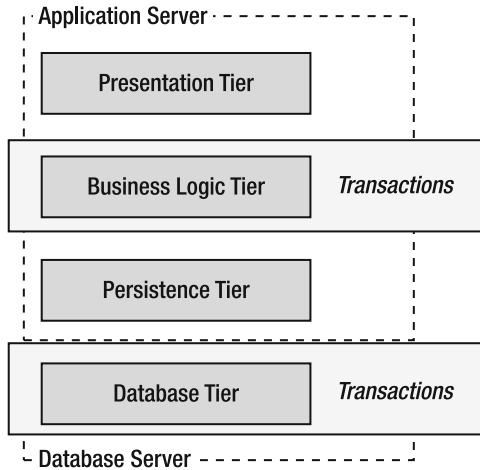 Application Server
Presentation Tier
Business Logic Tier Transactions
Persistence Tier
Database Tier Transactions
Database Server